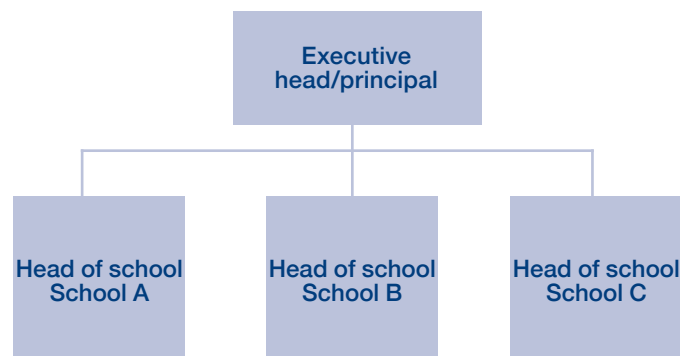 Executive
head/principal
Head of school
School A
Head of school
School B
Head of school
School C